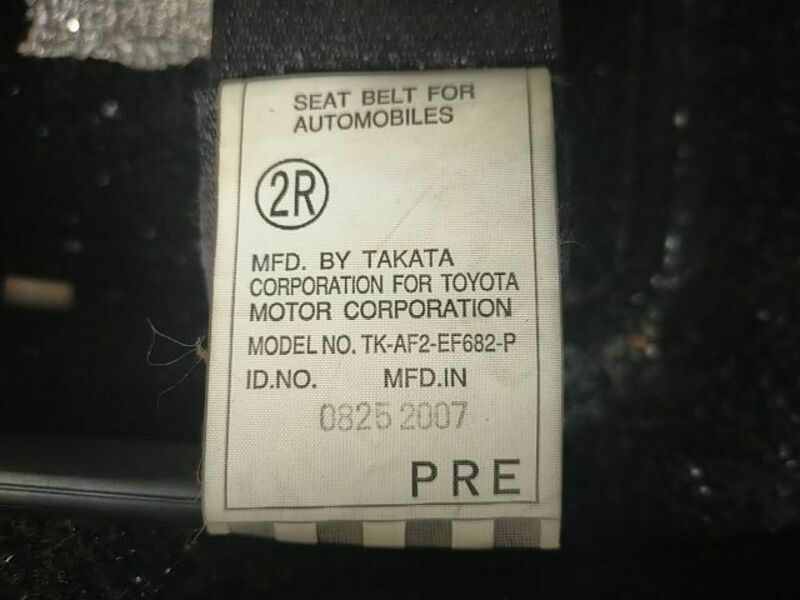 SEAT BELT FOR
AUTOMOBILES
2R
MFD. BY TAKATA
CORPORATION FOR TOYOTA
MOTOR CORPORATION
MODEL NO. TK-AF2-EF682-P
ID.NO. MFD.IN
0825 2007
PRE